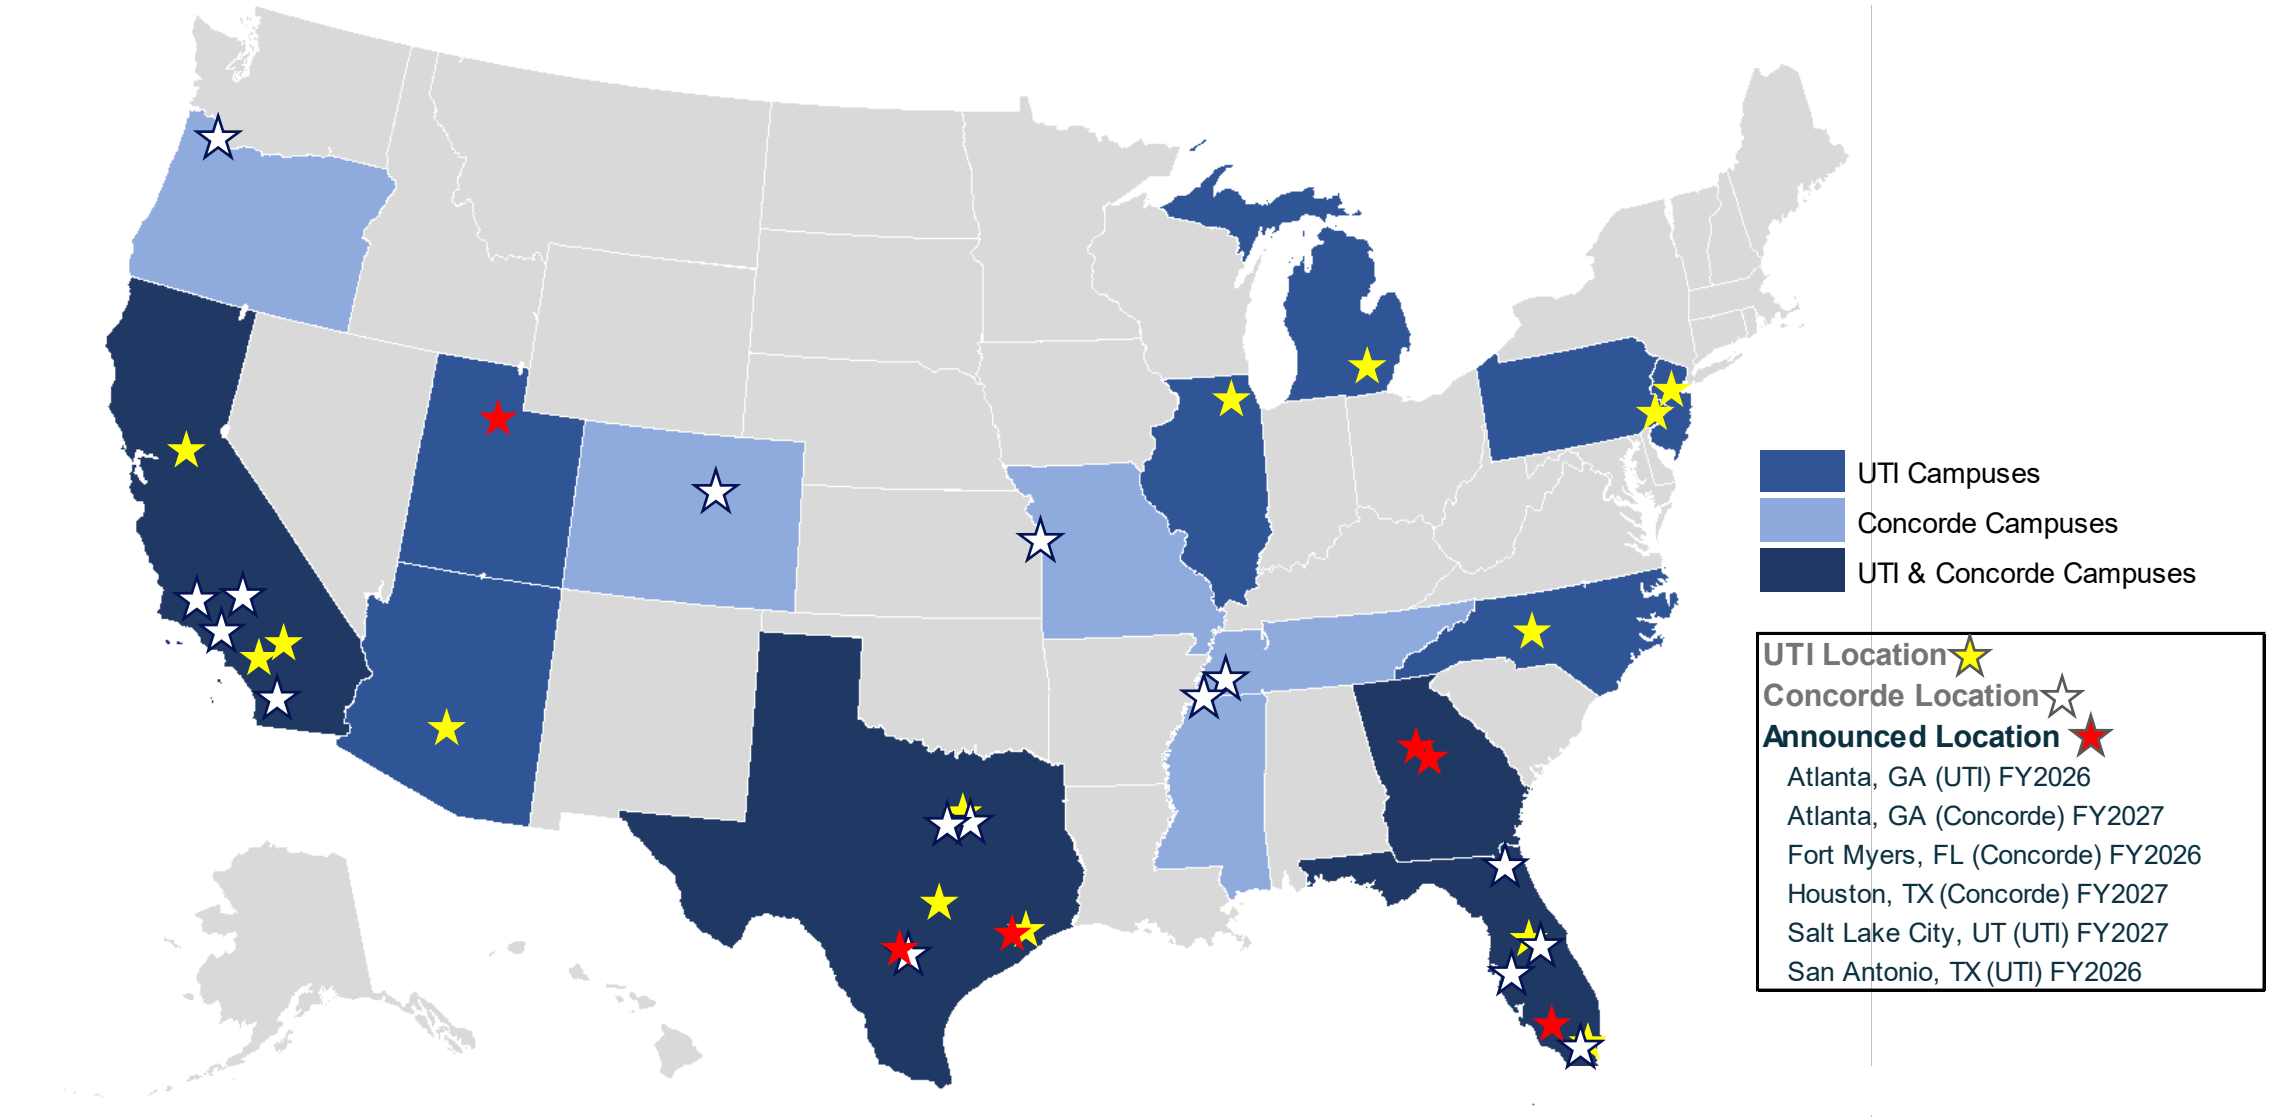 UTI Campuses
Concorde Campuses
UTI & Concorde Campuses
UTI Location
Concorde Location
Announced Location
Atlanta, GA (UTI) FY2026
Atlanta, GA (Concorde) FY2027
Fort Myers, FL (Concorde) FY2026
Houston, TX (Concorde) FY2027
Salt Lake City, UT (UTI) FY2027
San Antonio, TX (UTI) FY2026